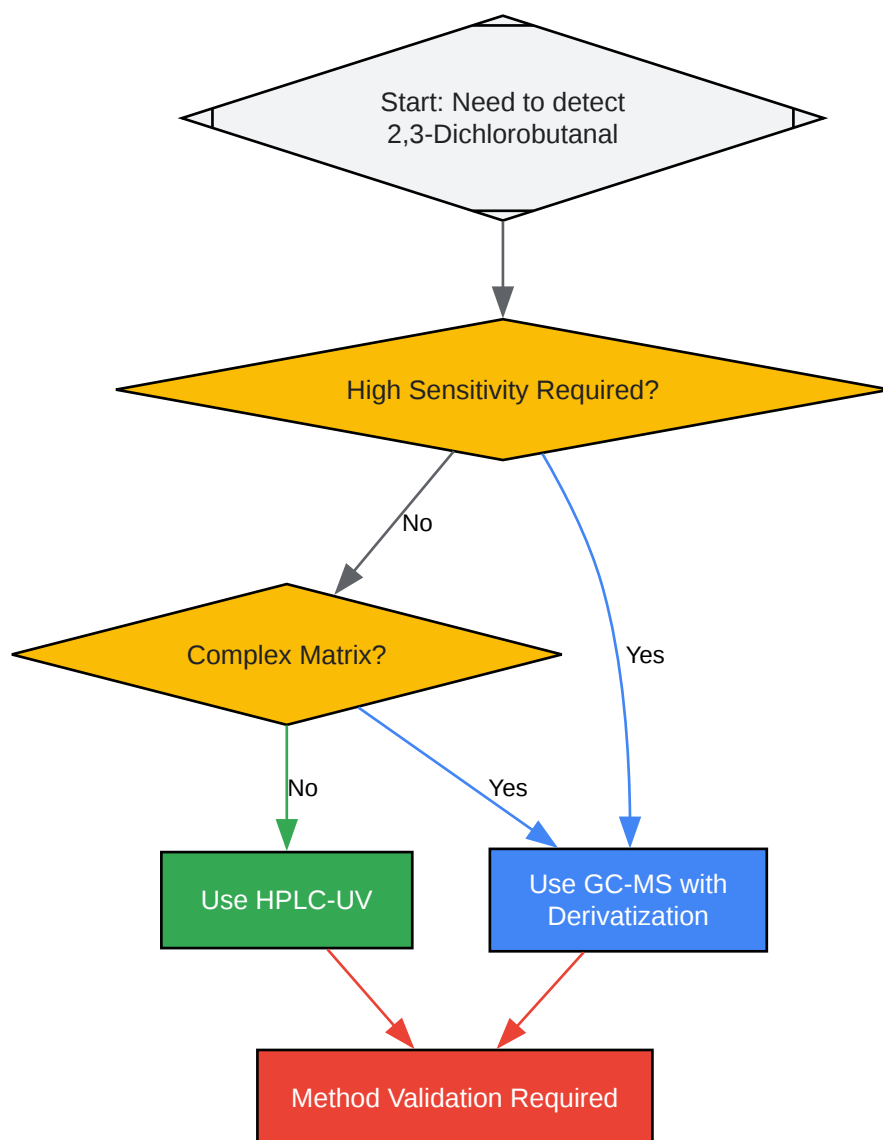 Start: Need to detect
2,3-Dichlorobutanal
High Sensitivity Required?
No
Complex Matrix?
Yes
No
Yes
Use HPLC-UV
Use GC-MS with
Derivatization
Method Validation Required